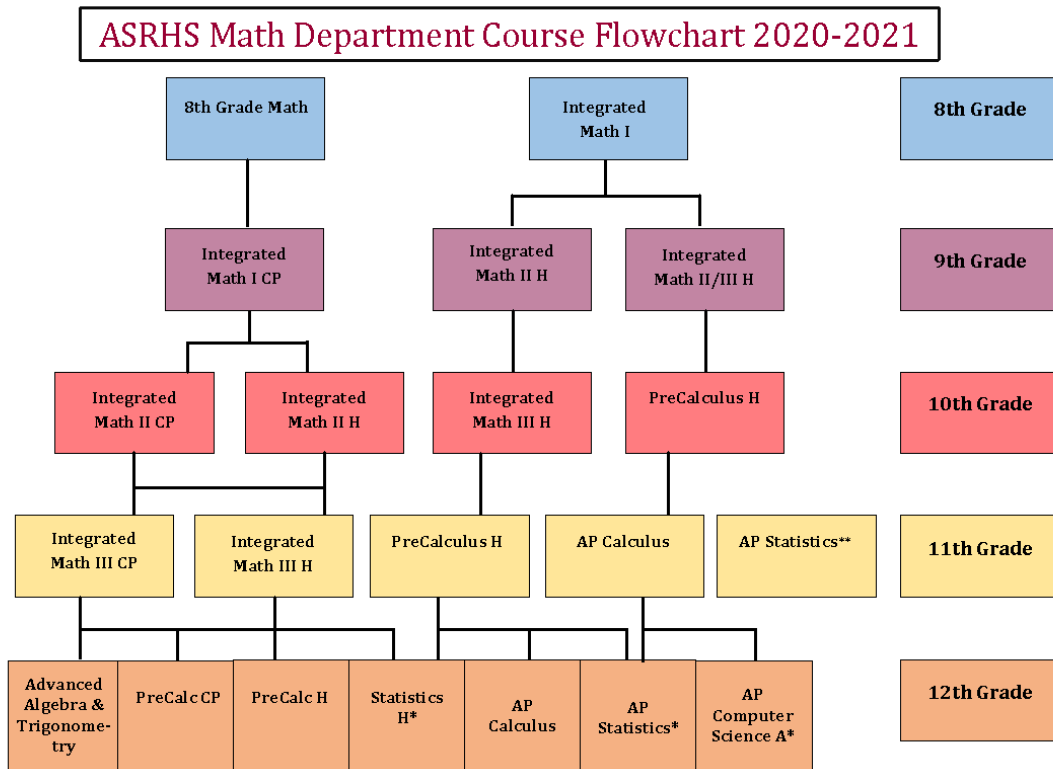 ASRHS Math Department Course Flowchart 2020-2021
8th Grade Math
Integrated
Math I
8th Grade
Integrated
Math I CP
Integrated
Math II H
Integrated
Math II/III H
9th Grade
Integrated
Math II CP
Integrated
Math II H
Integrated
Math III H
PreCalculus H
10th Grade
Integrated
Math III CP
Integrated
Math III H
PreCalculus H
AP Calculus
AP Statistics**
11th Grade
Advanced
Algebra &
Trigonome-
try
PreCalc CP
PreCalc H
Statistics
H*
AP
Calculus
AP
Statistics*
AP
Computer
Science A*
12th Grade